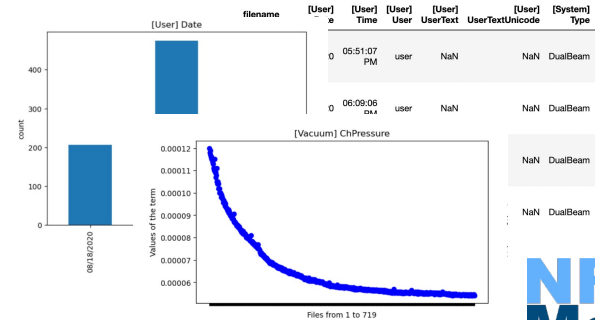 [User] Date
count
400
300
200
100
0
08/18/2020
filename
[User]
[User] Time
[User] User
[User] UserText
[User] UserTextUnicode
[System] Type
05:51:07 PM user NaN NaN DualBeam
06:09:06 user NaN NaN DualBeam
NaN DualBeam
NaN DualBeam
[Vacuum] ChPressure
Values of the term
0.00012
0.00011
0.00010
0.00009
0.00008
0.00007
0.00006
Files from 1 to 719